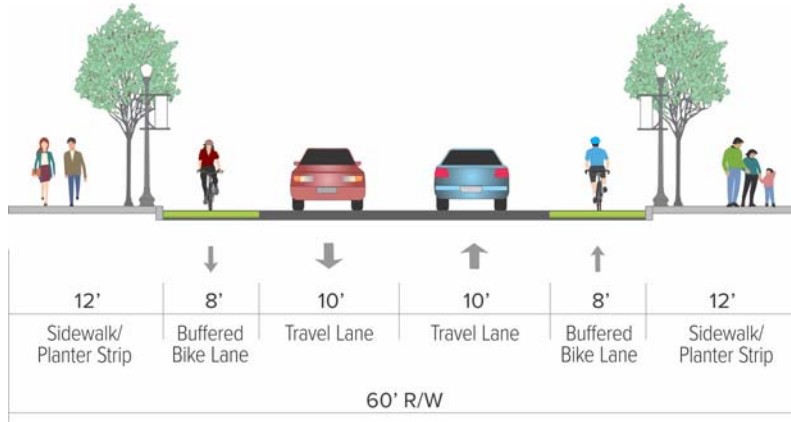 12’ 8’ 10’ 10’ 8’ 12’
Sidewalk/ Buffered Travel Lane Travel Lane Buffered Sidewalk/
Planter Strip Bike Lane Bike Lane Planter Strip
60’ R/W